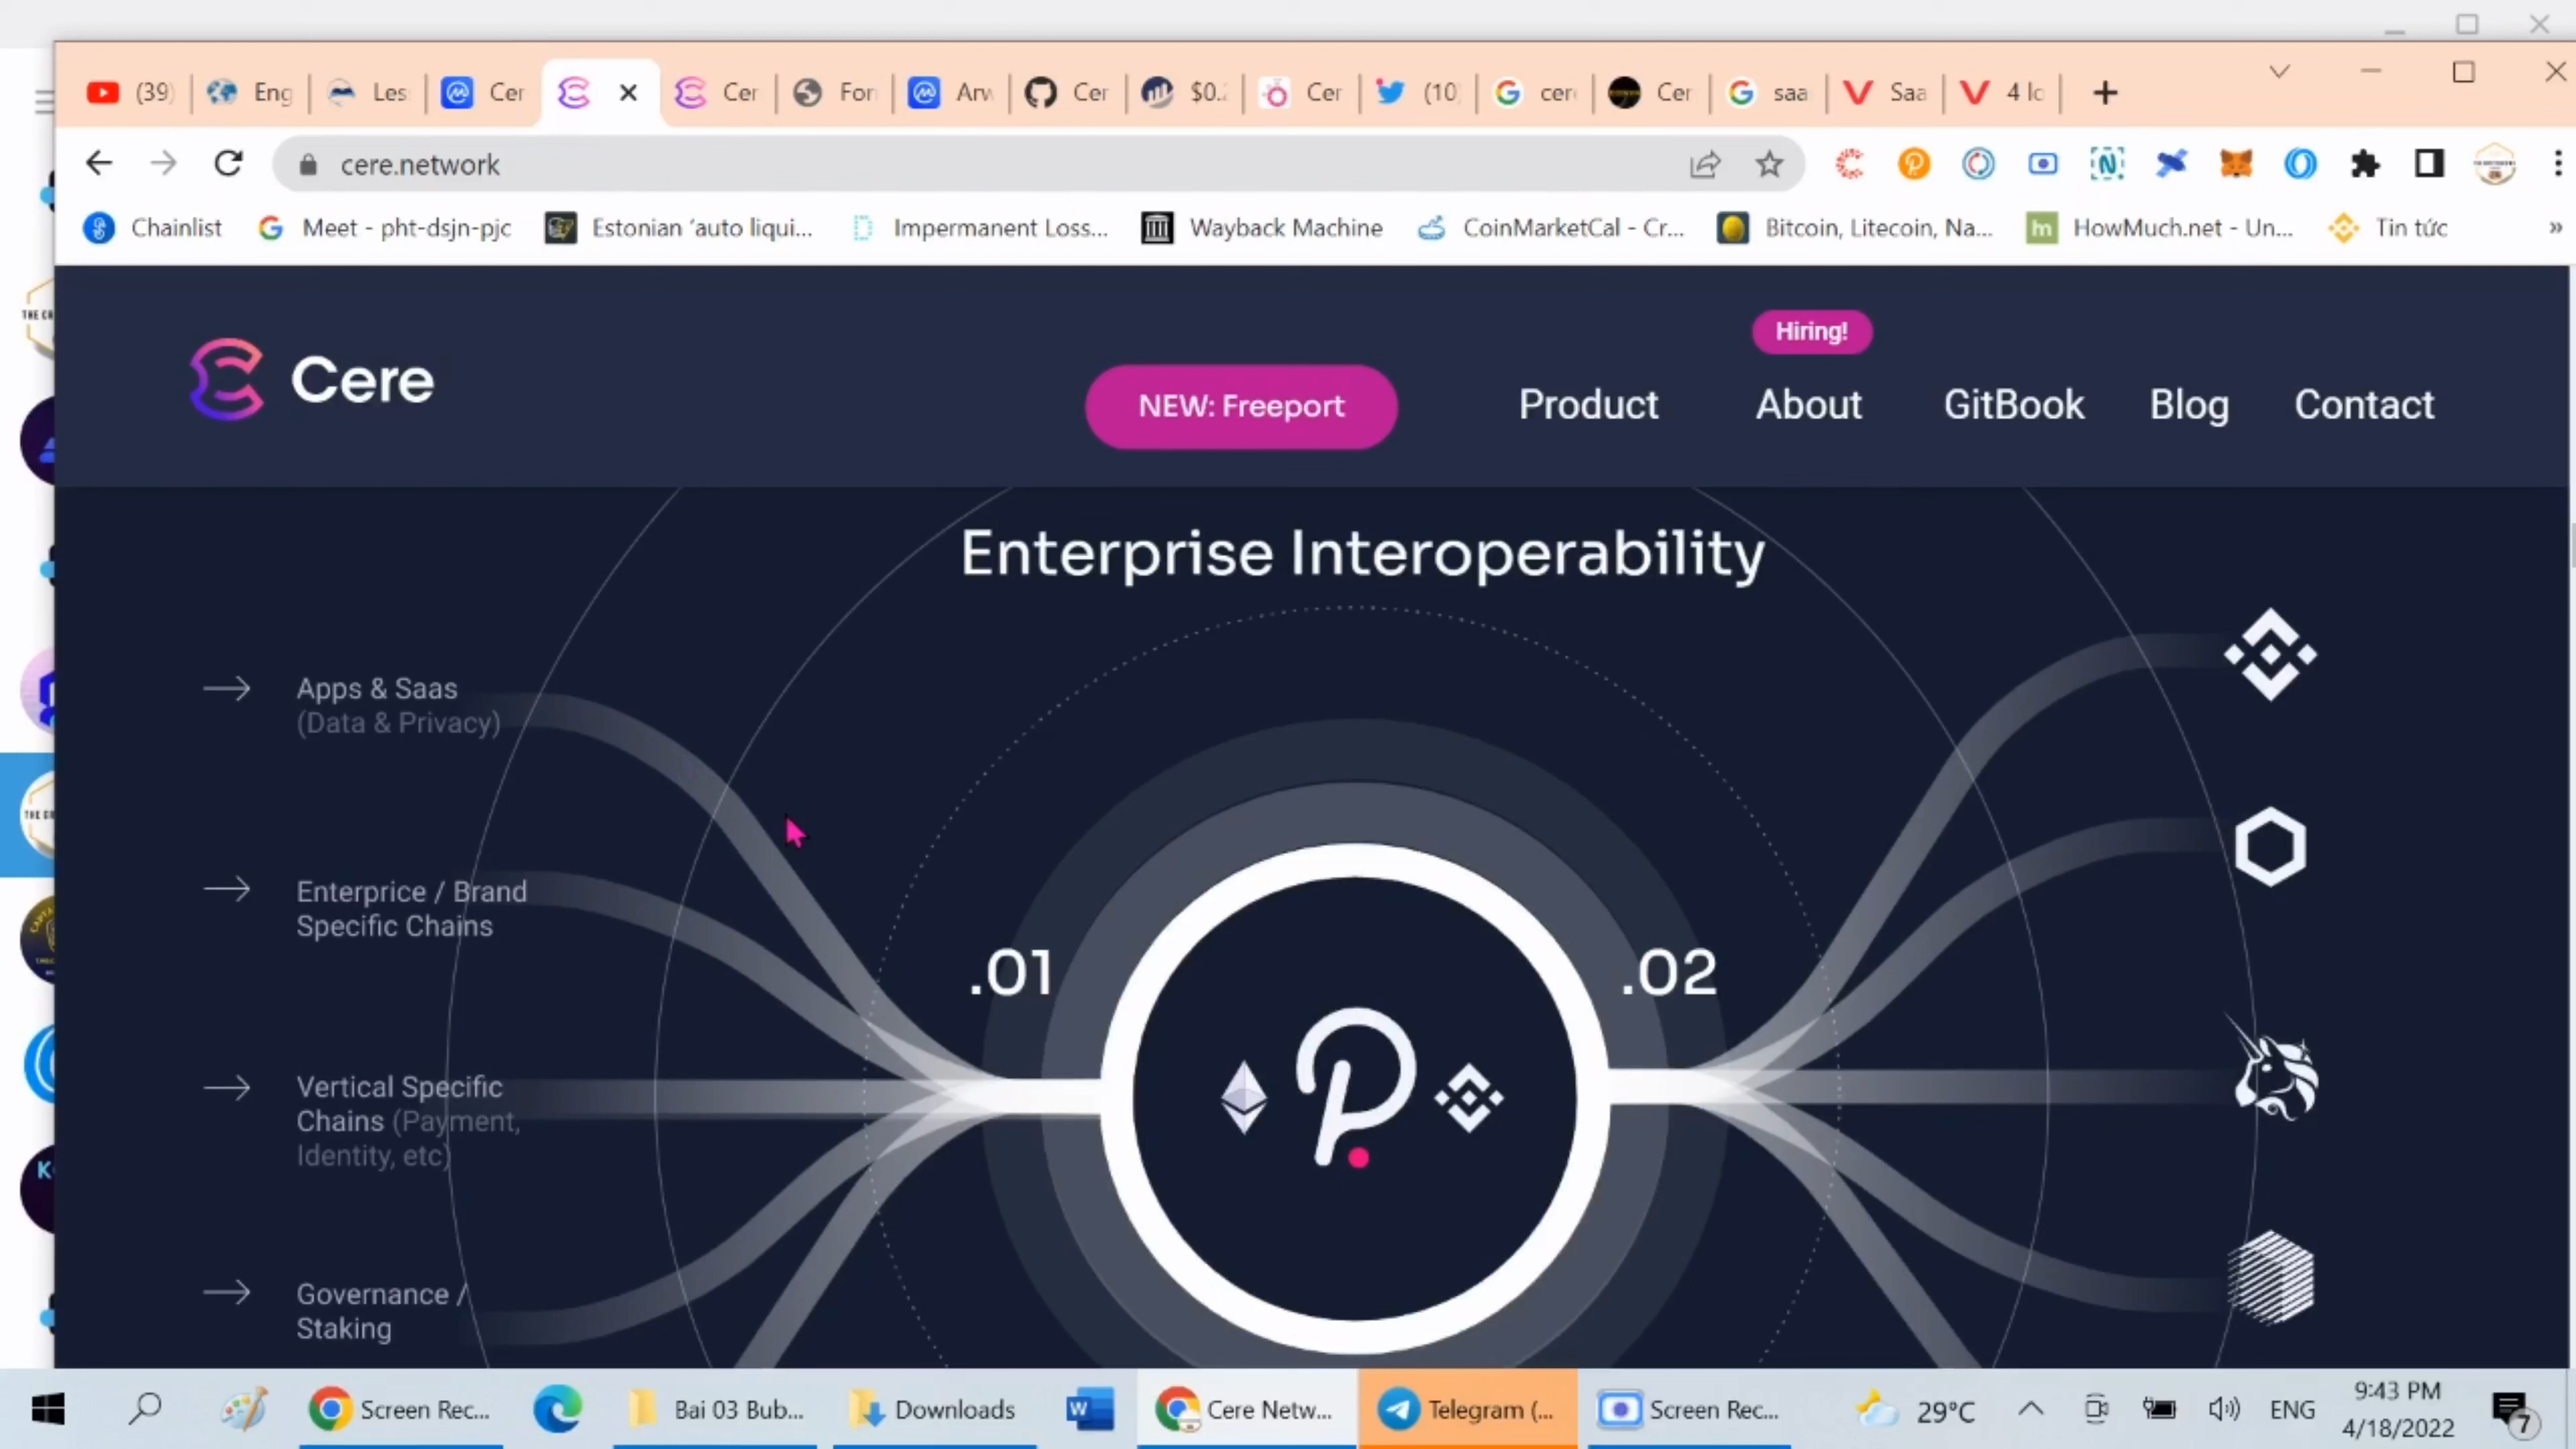 (39)
Eng
Les
Cer
Cer
For
Arw
Cer
$0.
Cer
(10
cer
Cer
saa
Saa
4 lo
cere.network
Chainlist
Meet - pht-dsjn-pjc
Estonian ‘auto liqui...
Impermanent Loss...
Wayback Machine
CoinMarketCal - Cr...
Bitcoin, Litecoin, Na...
hm
HowMuch.net - Un...
Tin tức
»
Hiring!
Cere
NEW: Freeport
Product
About
GitBook
Blog
Contact
Enterprise Interoperability
Apps & Saas
(Data & Privacy)
Enterprice / Brand
Specific Chains
.01
.02
Vertical Specific
Chains (Payment,
Identity, etc)
Governance /
Staking
Screen Rec...
Bai 03 Bub...
Downloads
Cere Netw...
Telegram (...
Screen Rec...
29°C
ENG
9:43 PM
4/18/2022
7